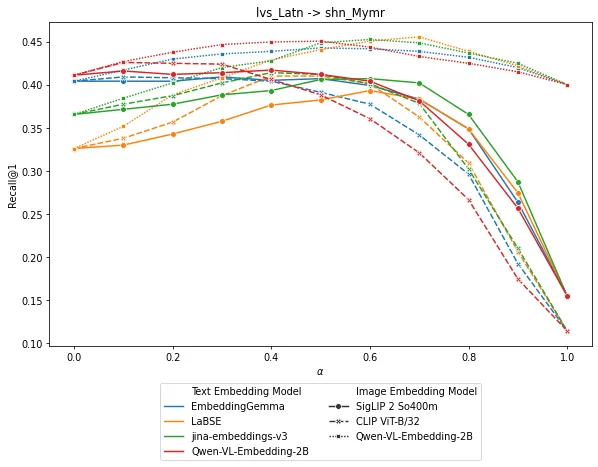 lvs_Latn -> shn_Mymr
Recall@1
0.45
0.40
0.35
0.30
0.25
0.20
0.15
0.10
0.0 0.2 0.4 0.6 0.8 1.0
α
Text Embedding Model
EmbeddingGemma
LaBSE
jina-embeddings-v3
Qwen-VL-Embedding-2B
Image Embedding Model
SigLIP 2 So400m
CLIP ViT-B/32
Qwen-VL-Embedding-2B